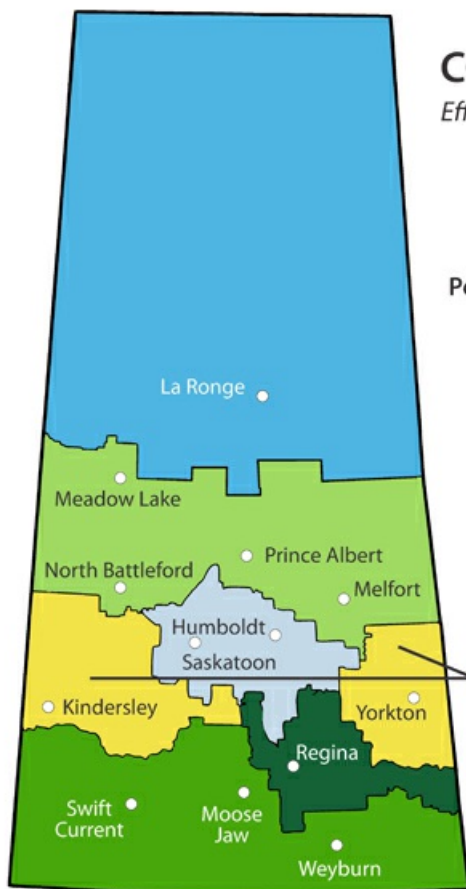 C
Eff
P
La Ronge
Meadow Lake
Prince Albert
North Battleford
Melfort
Humboldt
Saskatoon
Kindersley
Yorkton
Regina
Swift
Current
Moose
Jaw
Weyburn